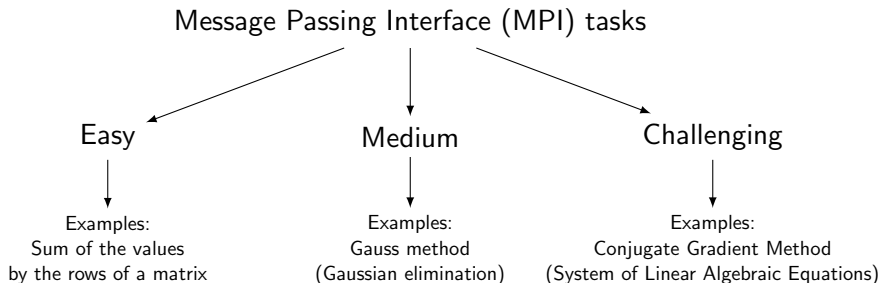 Message Passing Interface (MPI) tasks
Easy
Medium
Challenging
Examples:
Sum of the values
by the rows of a matrix
Examples:
Gauss method
(Gaussian elimination)
Examples:
Conjugate Gradient Method
(System of Linear Algebraic Equations)